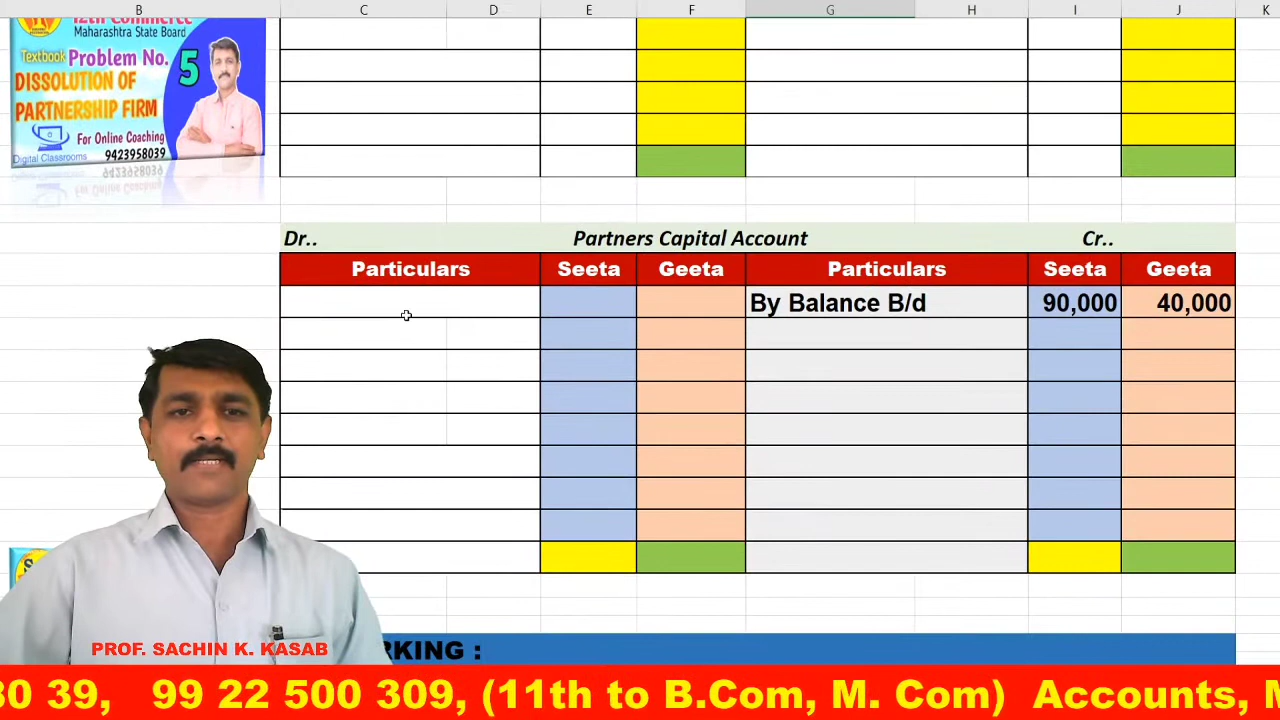 B C D E F G H I J K
12th Commerce
Maharashtra State Board
Textbook Problem No. 5
DISSOLUTION OF
PARTNERSHIP FIRM
For Online Coaching
Digital Classrooms 9423958039
Dr.. Partners Capital Account Cr..
Particulars Seeta Geeta Particulars Seeta Geeta
By Balance B/d 90,000 40,000
PROF. SACHIN K. KASAB
RKING :
30 39, 99 22 500 309, (11th to B.Com, M. Com) Accounts, M